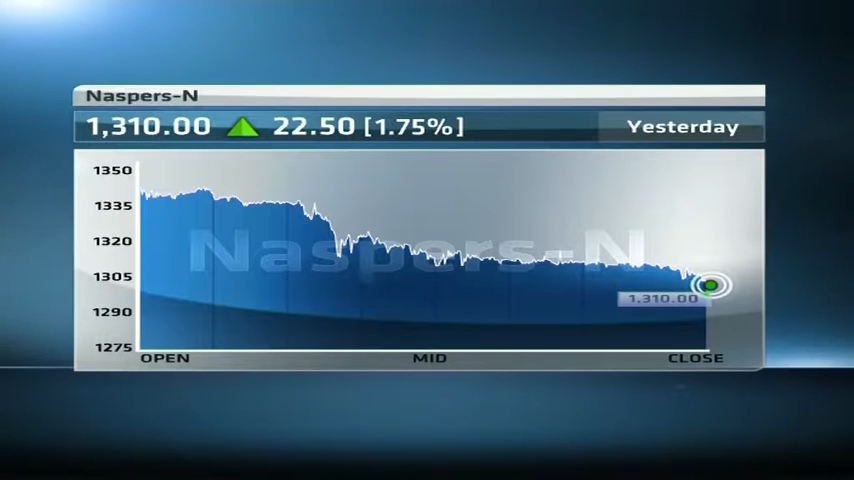 Naspers-N
1,310.00 22.50 [1.75%] Yesterday
1350
1335
1320
1305
1290
1275
Naspers-N
1,310.00
OPEN MID CLOSE